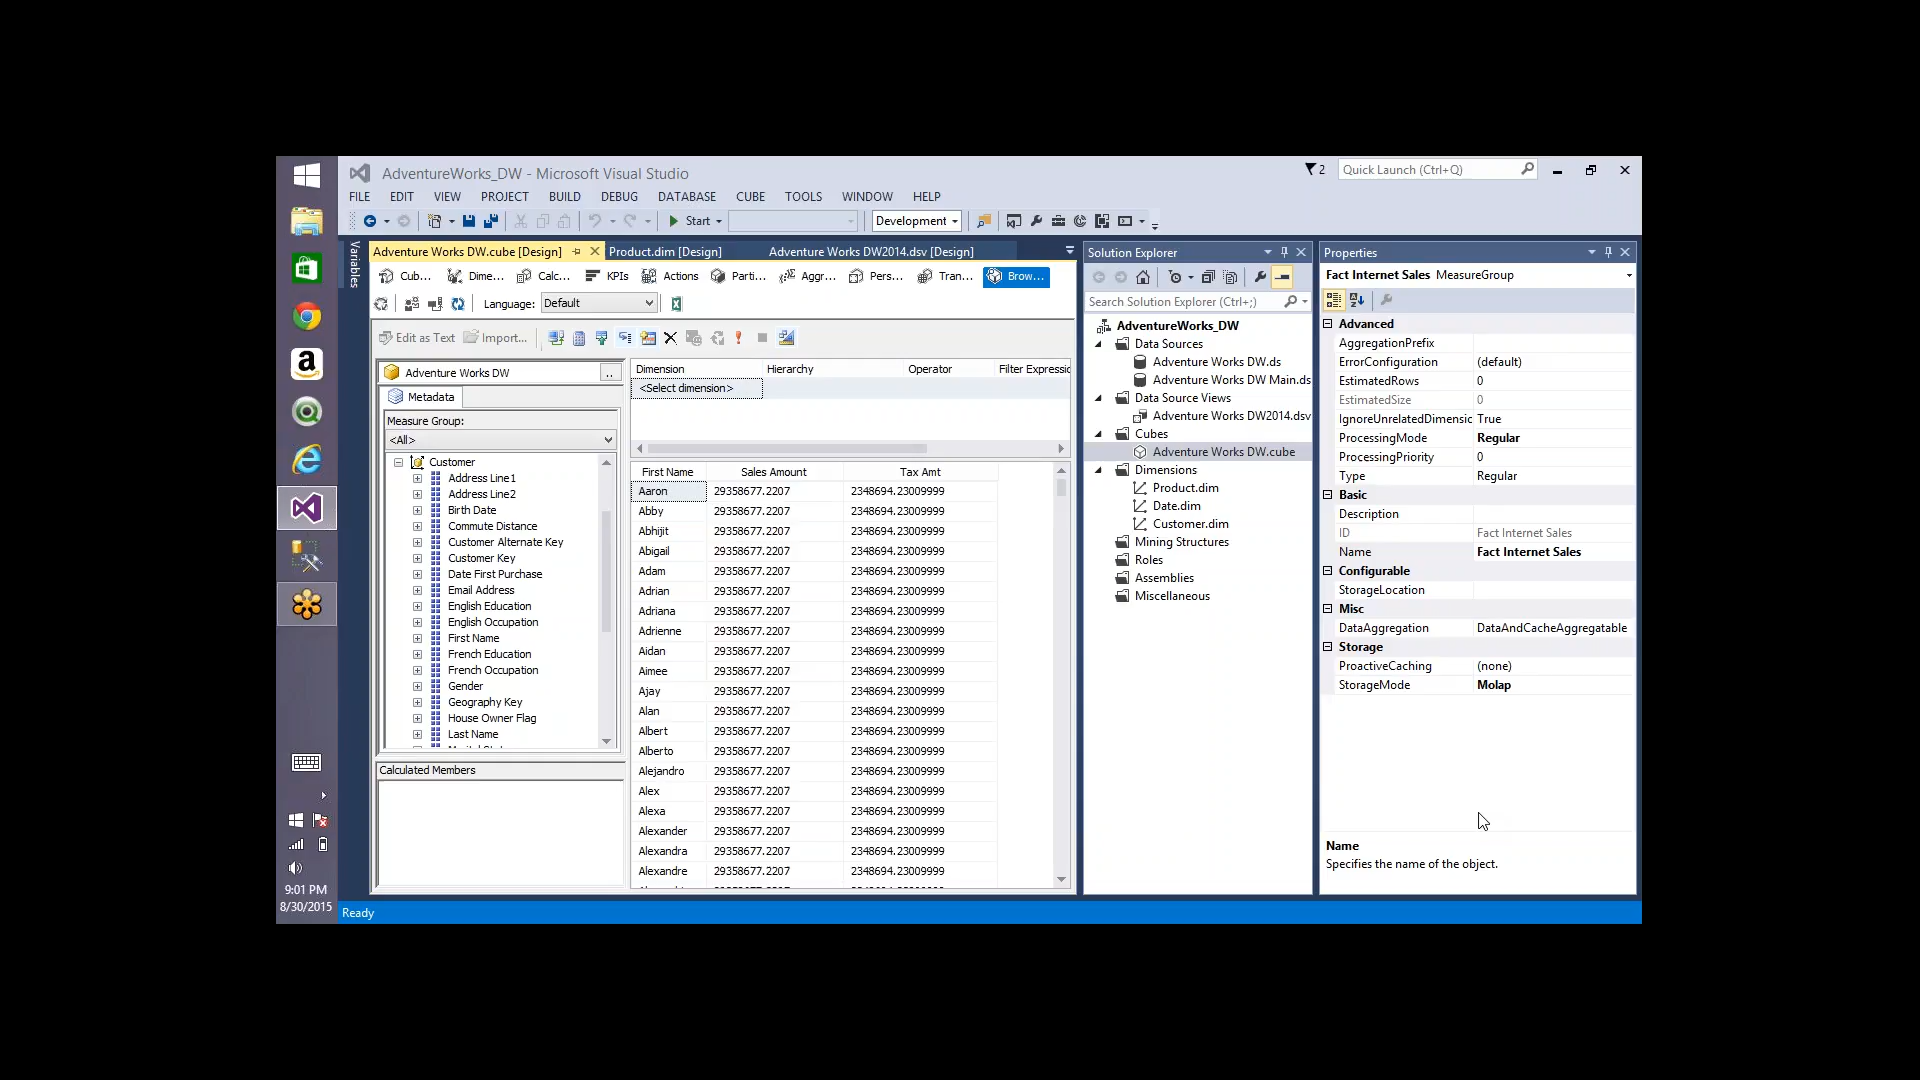 AdventureWorks_DW - Microsoft Visual Studio
2
Quick Launch (Ctrl+Q)
FILE EDIT VIEW PROJECT BUILD DEBUG DATABASE CUBE TOOLS WINDOW HELP
Start
Development
Variables
Adventure Works DW.cube [Design]
Product.dim [Design]
Adventure Works DW2014.dsv [Design]
Cub... Dime... Calc... KPIs Actions Parti... Aggr... Pers... Tran... Brow...
Language: Default
Edit as Text Import...
Adventure Works DW
..
Metadata
Measure Group:
<All>
Customer
Address Line1
Address Line2
Birth Date
Commute Distance
Customer Alternate Key
Customer Key
Date First Purchase
Email Address
English Education
English Occupation
First Name
French Education
French Occupation
Gender
Geography Key
House Owner Flag
Last Name
Calculated Members
Dimension Hierarchy Operator Filter Expressio
<Select dimension>
First Name Sales Amount Tax Amt
Aaron 29358677.2207 2348694.23009999
Abby 29358677.2207 2348694.23009999
Abhijit 29358677.2207 2348694.23009999
Abigail 29358677.2207 2348694.23009999
Adam 29358677.2207 2348694.23009999
Adrian 29358677.2207 2348694.23009999
Adriana 29358677.2207 2348694.23009999
Adrienne 29358677.2207 2348694.23009999
Aidan 29358677.2207 2348694.23009999
Aimee 29358677.2207 2348694.23009999
Ajay 29358677.2207 2348694.23009999
Alan 29358677.2207 2348694.23009999
Albert 29358677.2207 2348694.23009999
Alberto 29358677.2207 2348694.23009999
Alejandro 29358677.2207 2348694.23009999
Alex 29358677.2207 2348694.23009999
Alexa 29358677.2207 2348694.23009999
Alexander 29358677.2207 2348694.23009999
Alexandra 29358677.2207 2348694.23009999
Alexandre 29358677.2207 2348694.23009999
Solution Explorer
Search Solution Explorer (Ctrl+;)
AdventureWorks_DW
Data Sources
Adventure Works DW.ds
Adventure Works DW Main.ds
Data Source Views
Adventure Works DW2014.dsv
Cubes
Adventure Works DW.cube
Dimensions
Product.dim
Date.dim
Customer.dim
Mining Structures
Roles
Assemblies
Miscellaneous
Properties
Fact Internet Sales MeasureGroup
Advanced
AggregationPrefix
ErrorConfiguration (default)
EstimatedRows 0
EstimatedSize 0
IgnoreUnrelatedDimensic True
ProcessingMode Regular
ProcessingPriority 0
Type Regular
Basic
Description
ID Fact Internet Sales
Name Fact Internet Sales
Configurable
StorageLocation
Misc
DataAggregation DataAndCacheAggregatable
Storage
ProactiveCaching (none)
StorageMode Molap
Name
Specifies the name of the object.
9:01 PM
8/30/2015
Ready